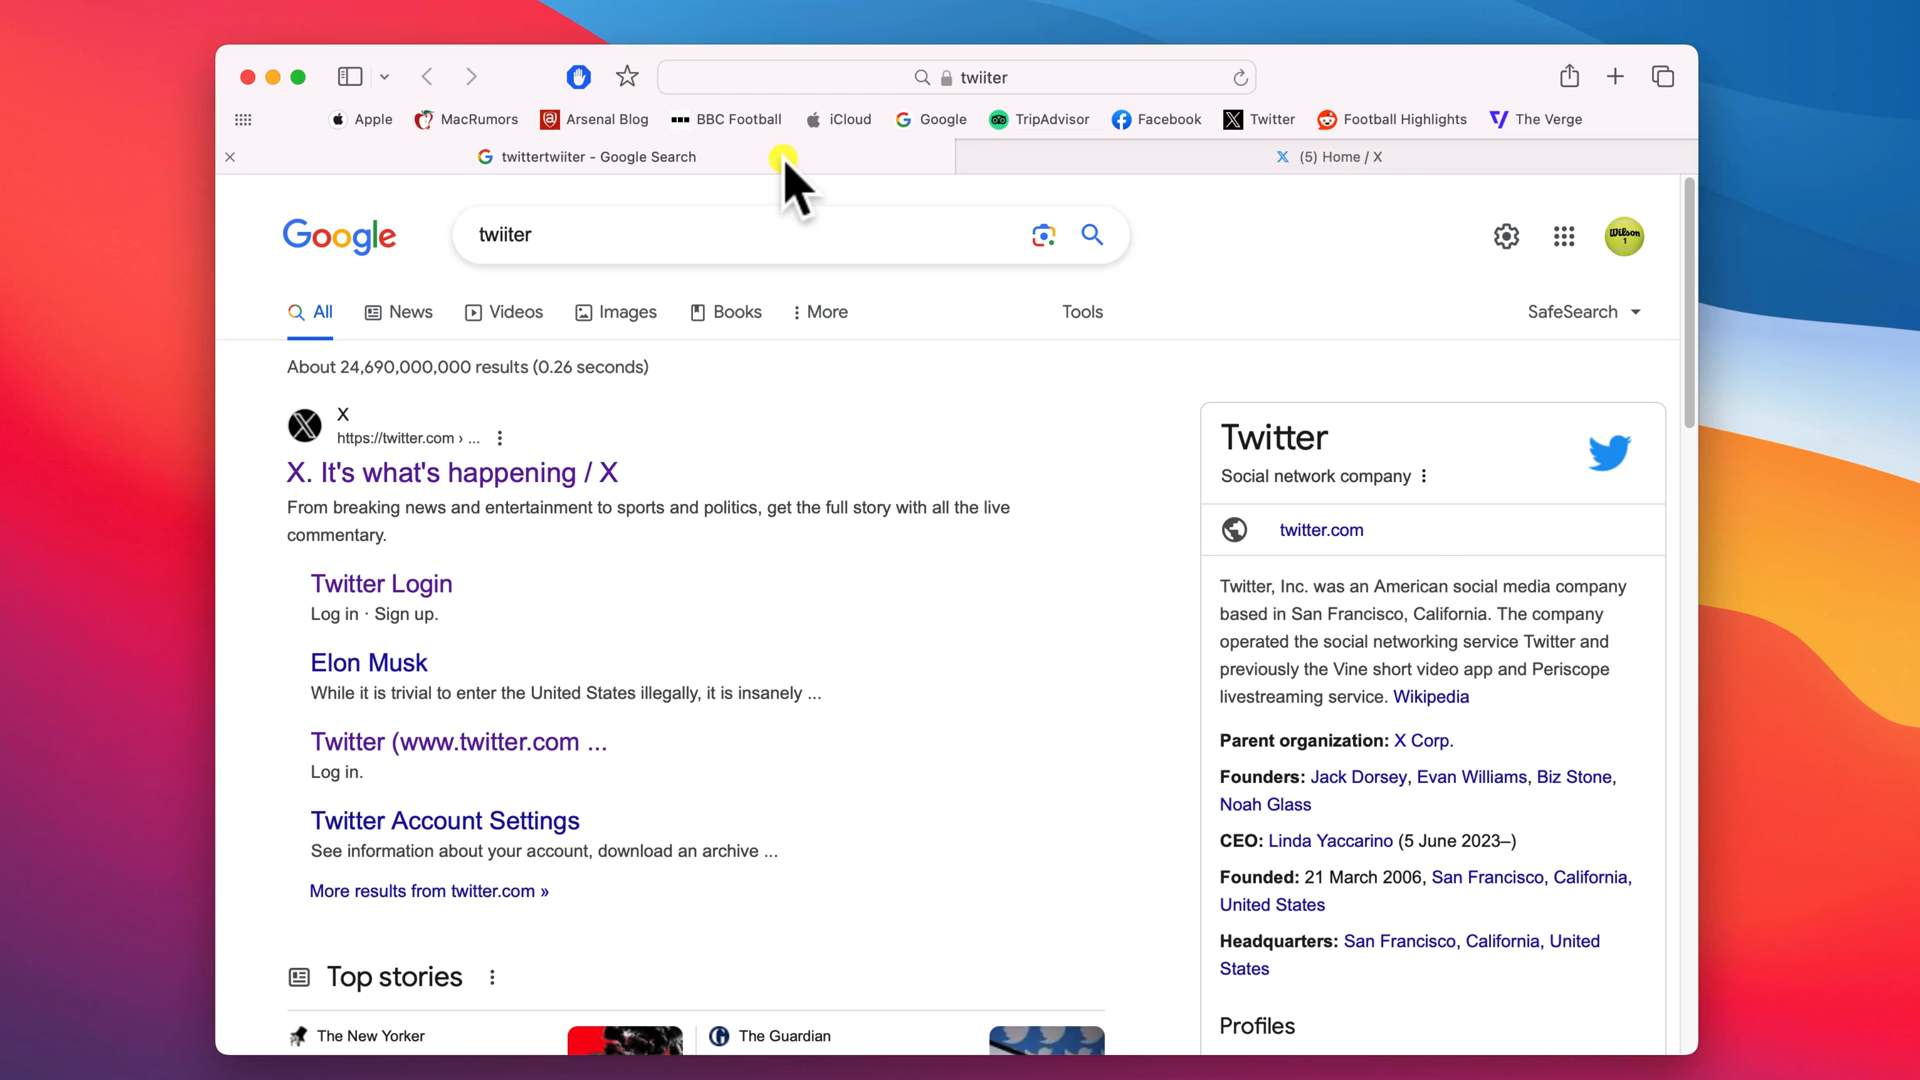 twiiter
Apple MacRumors Arsenal Blog BBC Football iCloud Google TripAdvisor Facebook Twitter Football Highlights The Verge
twittertwiiter - Google Search (5) Home / X
Google twiiter Wilson 1
All News Videos Images Books More Tools SafeSearch
About 24,690,000,000 results (0.26 seconds)
X
https://twitter.com › ...
X. It's what's happening / X
From breaking news and entertainment to sports and politics, get the full story with all the live
commentary.
Twitter Login
Log in · Sign up.
Elon Musk
While it is trivial to enter the United States illegally, it is insanely ...
Twitter (www.twitter.com ...
Log in.
Twitter Account Settings
See information about your account, download an archive ...
More results from twitter.com »
Top stories
The New Yorker The Guardian
Twitter
Social network company
twitter.com
Twitter, Inc. was an American social media company
based in San Francisco, California. The company
operated the social networking service Twitter and
previously the Vine short video app and Periscope
livestreaming service. Wikipedia
Parent organization: X Corp.
Founders: Jack Dorsey, Evan Williams, Biz Stone,
Noah Glass
CEO: Linda Yaccarino (5 June 2023–)
Founded: 21 March 2006, San Francisco, California,
United States
Headquarters: San Francisco, California, United
States
Profiles